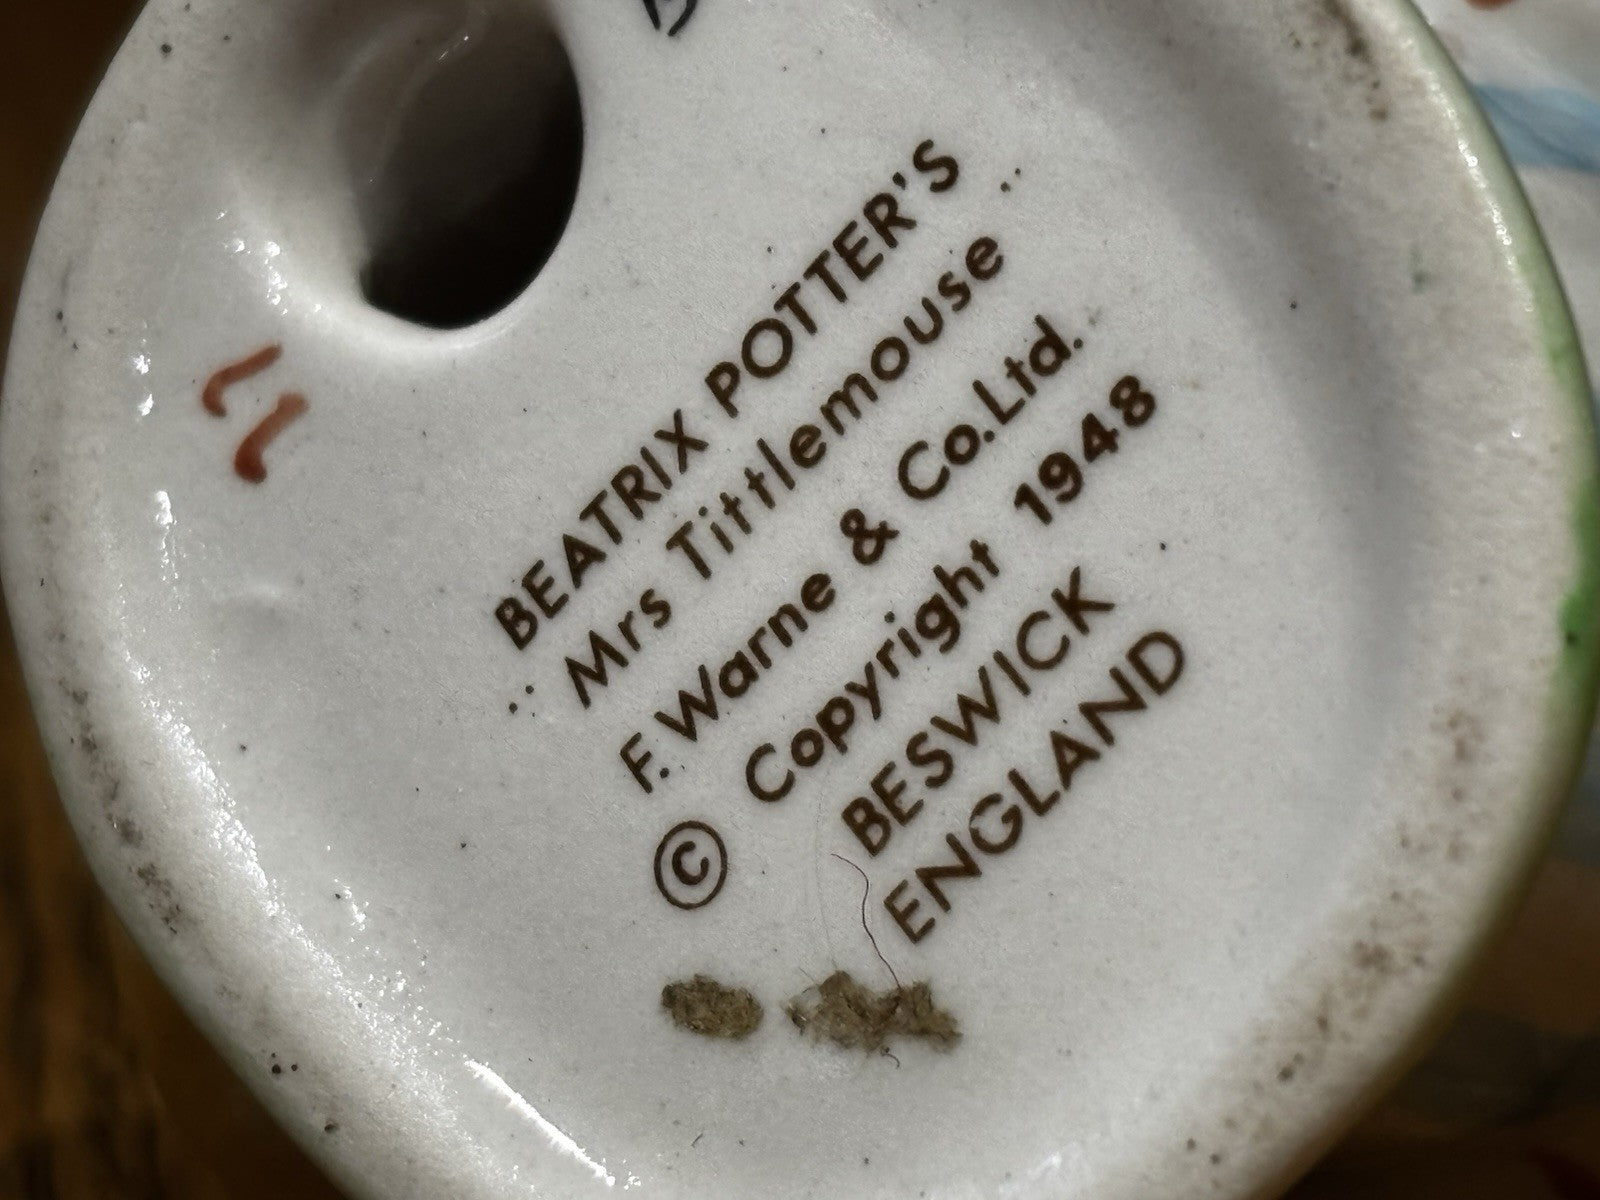 BEATRIX POTTER'S
" Mrs Tittlemouse "
F. Warne & Co.Ltd.
© Copyright 1948
BESWICK
ENGLAND